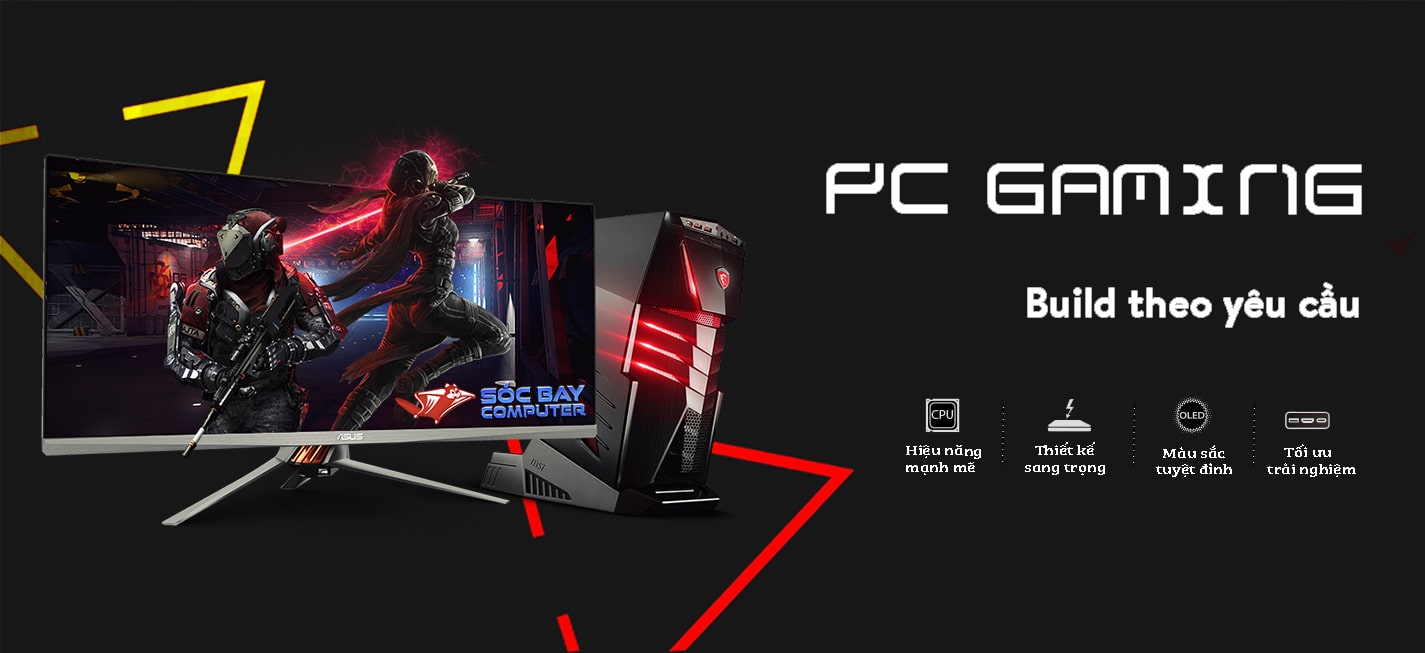 PC GAMING
Build theo yêu cầu
CPU
OLED
Hiệu năng
mạnh mẽ
Thiết kế
sang trọng
Màu sắc
tuyệt đỉnh
Tối ưu
trải nghiệm
SÓC BAY
COMPUTER
ASUS